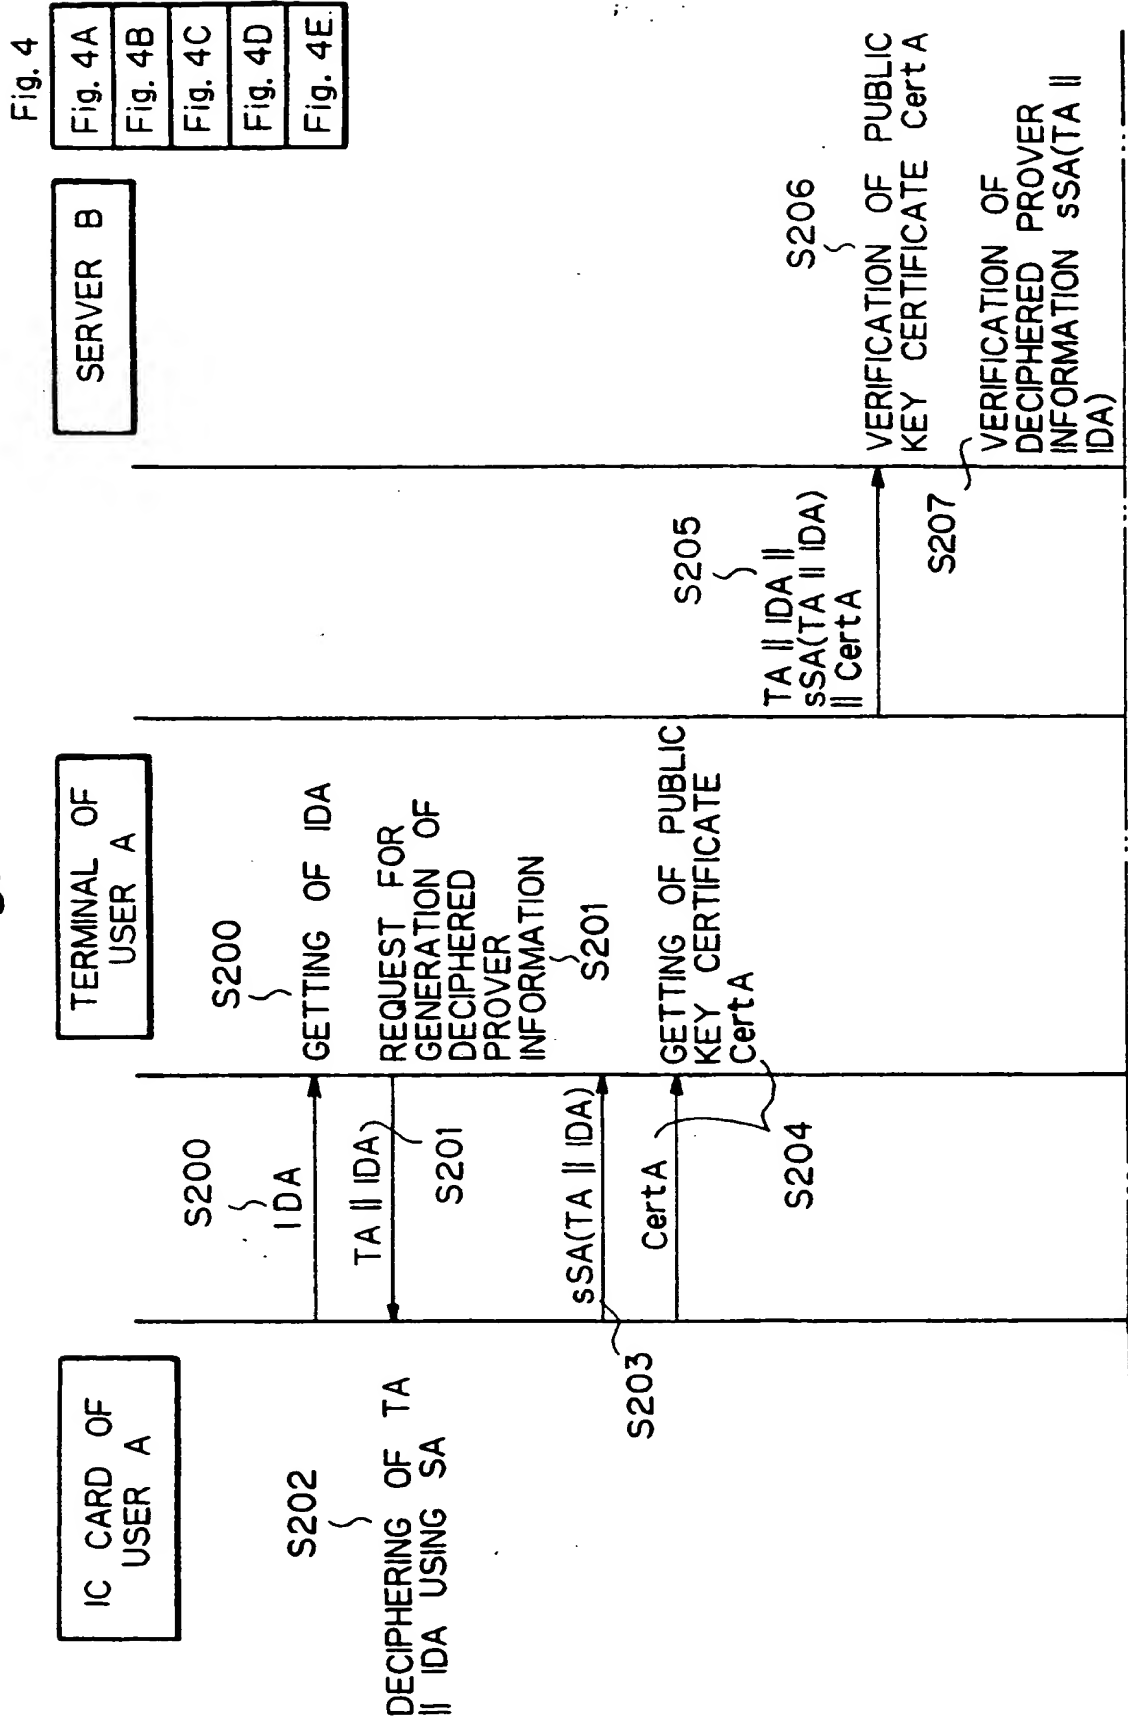 Fig. 4
Fig. 4A
Fig. 4B
Fig. 4C
Fig. 4D
Fig. 4E
IC CARD OF
USER A
TERMINAL OF
USER A
SERVER B
S200
IDA
S200
GETTING OF IDA
TA || IDA
S201
REQUEST FOR
GENERATION OF
DECIPHERED
PROVER
INFORMATION
S201
S202
DECIPHERING OF TA
|| IDA USING SA
sSA(TA || IDA)
S203
CertA
GETTING OF PUBLIC
KEY CERTIFICATE
CertA
S204
S205
TA || IDA ||
sSA(TA || IDA)
|| CertA
S206
VERIFICATION OF PUBLIC
KEY CERTIFICATE CertA
S207
VERIFICATION OF
DECIPHERED PROVER
INFORMATION sSA(TA ||
IDA)